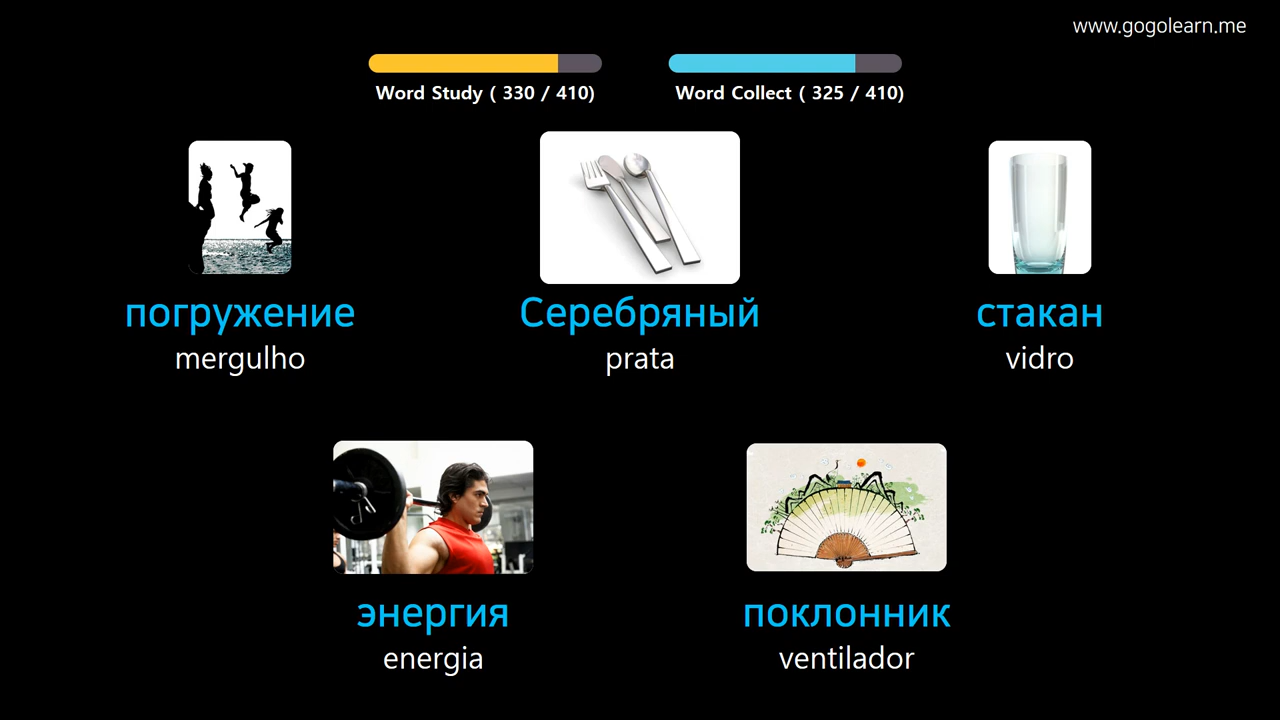 www.gogolearn.me
Word Study ( 330 / 410)
Word Collect ( 325 / 410)
погружение
mergulho
Серебряный
prata
стакан
vidro
энергия
energia
поклонник
ventilador